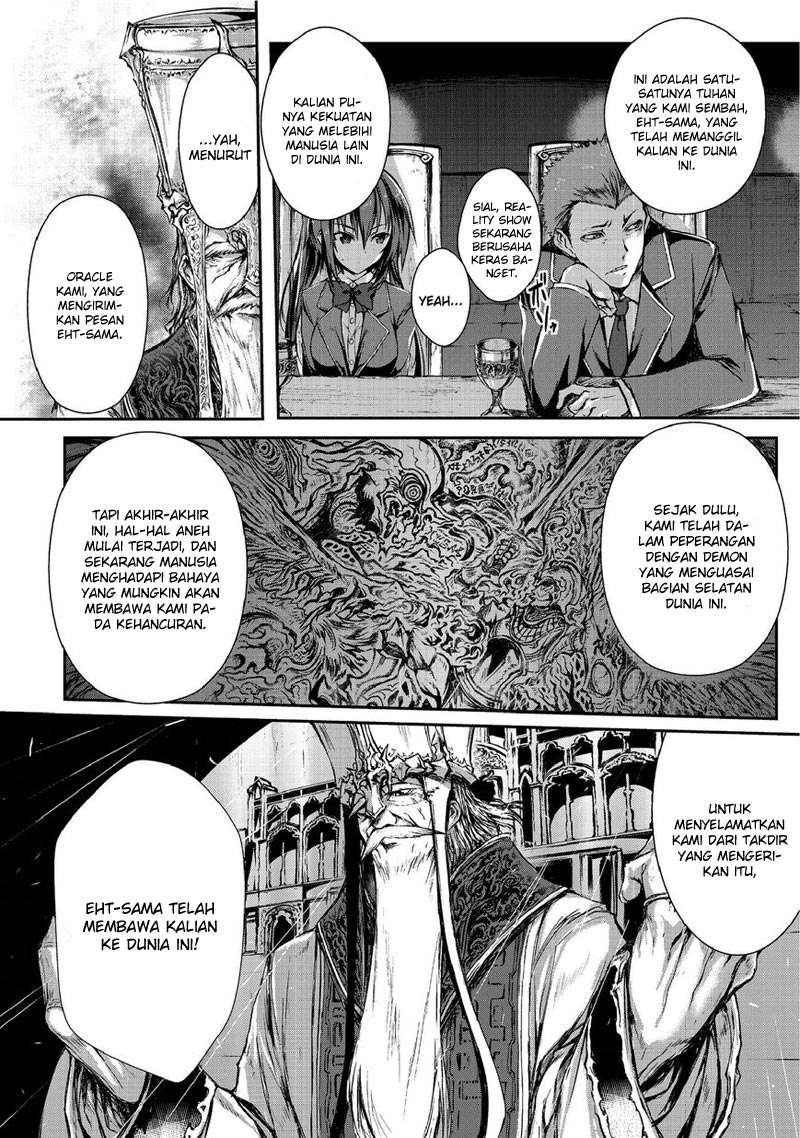 INI ADALAH SATU-
SATUNYA TUHAN
YANG KAMI SEMBAH,
EHT-SAMA, YANG
TELAH MEMANGGIL
KALIAN KE DUNIA
INI.
KALIAN PU-
NYA KEKUATAN
YANG MELEBIHI
MANUSIA LAIN
DI DUNIA INI.
SIAL, REA-
LITY SHOW
SEKARANG
BERUSAHA
KERAS BA-
NGET.
YEAH...
...YAH,
MENURUT
ORACLE
KAMI, YANG
MENGIRIM-
KAN PESAN
EHT-SAMA.
SEJAK DULU,
KAMI TELAH DA-
LAM PEPERANGAN
DENGAN DEMON
YANG MENGUASAI
BAGIAN SELATAN
DUNIA INI.
TAPI AKHIR-AKHIR
INI, HAL-HAL ANEH
MULAI TERJADI, DAN
SEKARANG MANUSIA
MENGHADAPI BAHAYA
YANG MUNGKIN AKAN
MEMBAWA KAMI PA-
DA KEHANCURAN.
UNTUK
MENYELAMATKAN
KAMI DARI TAKDIR
YANG MENGERI-
KAN ITU,
EHT-SAMA TELAH
MEMBAWA KALIAN
KE DUNIA INI!